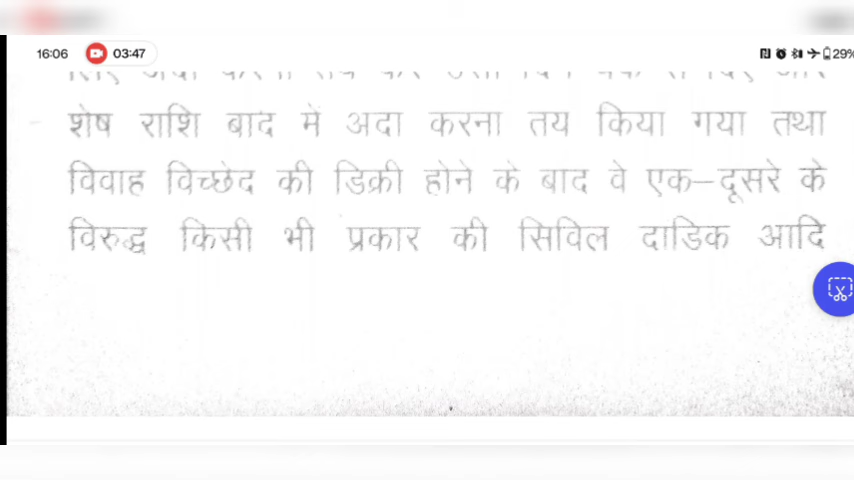 16:06 03:47 29%
शेष राशि बाद में अदा करना तय किया गया तथा
विवाह विच्छेद की डिक्री होने के बाद वे एक–दूसरे के
विरुद्ध किसी भी प्रकार की सिविल दाडिक आदि